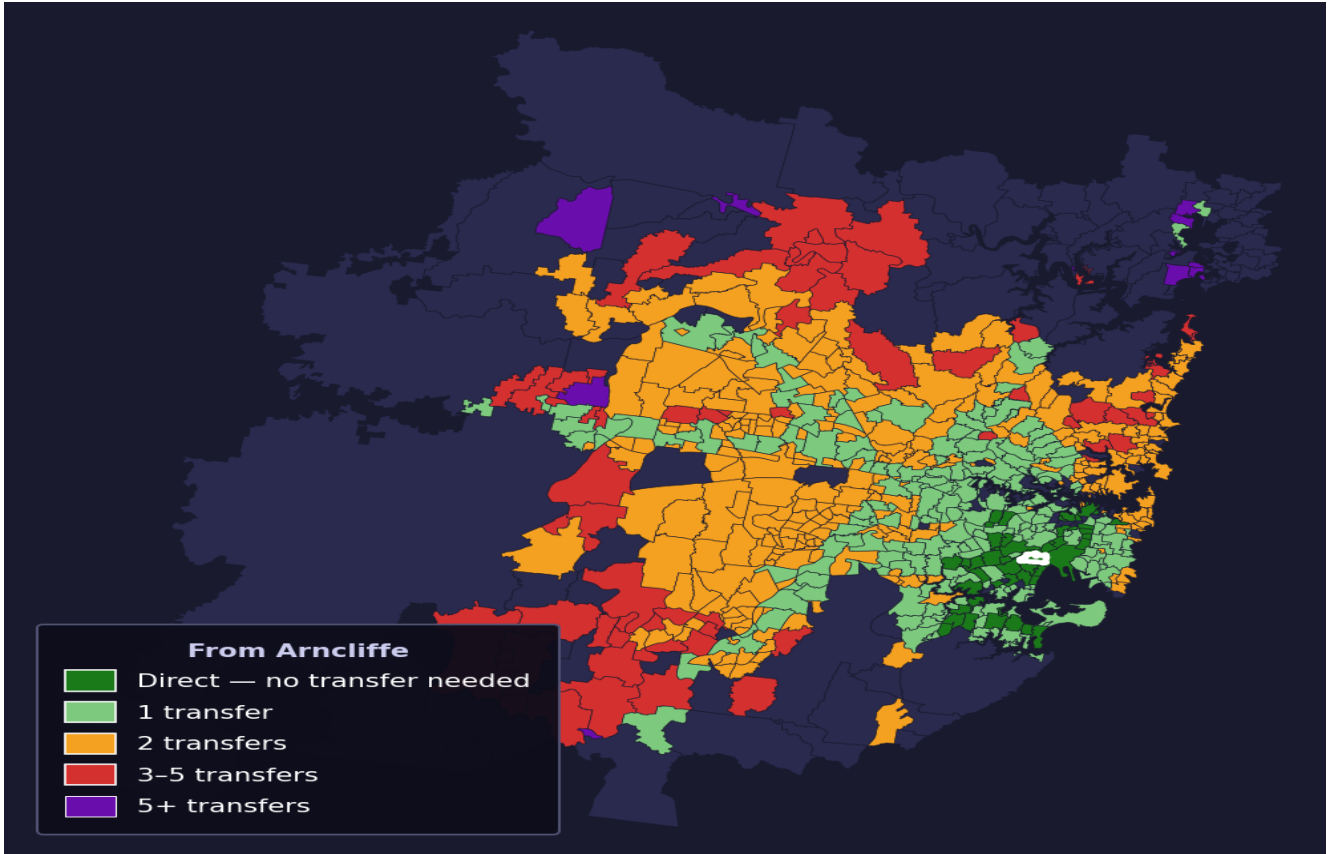 From Arncliffe
Direct — no transfer needed
1 transfer
2 transfers
3–5 transfers
5+ transfers